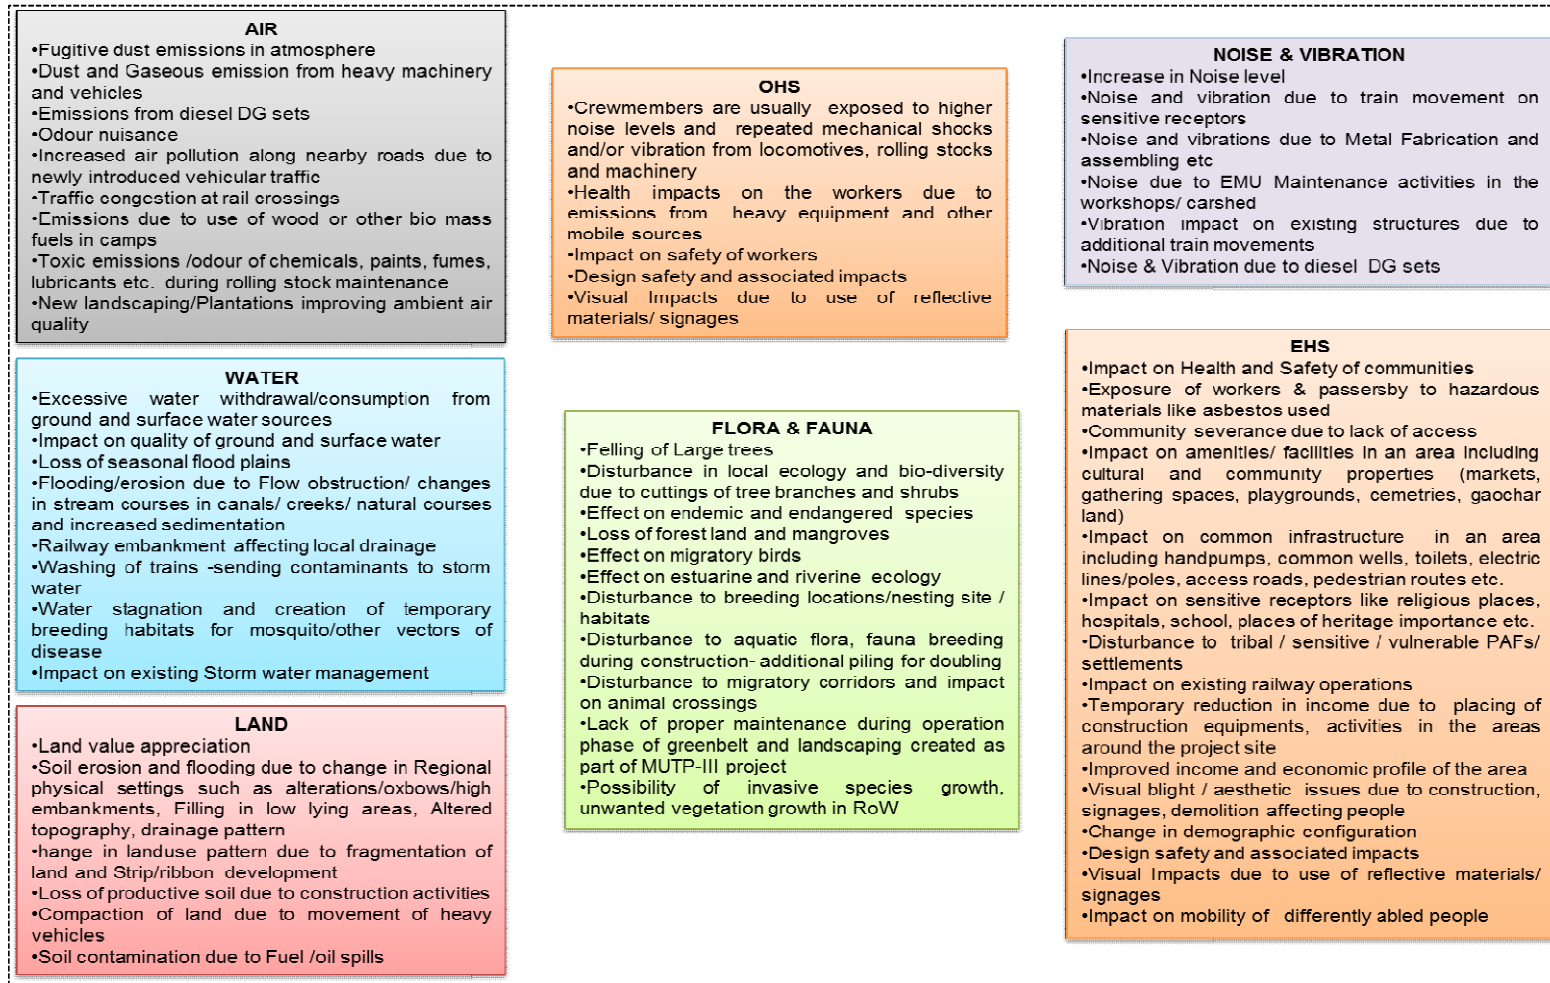 AIR
•Fugitive dust emissions in atmosphere
•Dust and Gaseous emission from heavy machinery
and vehicles
•Emissions from diesel DG sets
•Odour nuisance
•Increased air pollution along nearby roads due to
newly introduced vehicular traffic
•Traffic congestion at rail crossings
•Emissions due to use of wood or other bio mass
fuels in camps
•Toxic emissions /odour of chemicals, paints, fumes,
lubricants etc. during rolling stock maintenance
•New landscaping/Plantations improving ambient air
quality
WATER
•Excessive water withdrawal/consumption from
ground and surface water sources
•Impact on quality of ground and surface water
•Loss of seasonal flood plains
•Flooding/erosion due to Flow obstruction/ changes
in stream courses in canals/ creeks/ natural courses
and increased sedimentation
•Railway embankment affecting local drainage
•Washing of trains -sending contaminants to storm
water
•Water stagnation and creation of temporary
breeding habitats for mosquito/other vectors of
disease
•Impact on existing Storm water management
LAND
•Land value appreciation
•Soil erosion and flooding due to change in Regional
physical settings such as alterations/oxbows/high
embankments, Filling in low lying areas, Altered
topography, drainage pattern
•hange in landuse pattern due to fragmentation of
land and Strip/ribbon development
•Loss of productive soil due to construction activities
•Compaction of land due to movement of heavy
vehicles
•Soil contamination due to Fuel /oil spills
OHS
•Crewmembers are usually exposed to higher
noise levels and repeated mechanical shocks
and/or vibration from locomotives, rolling stocks
and machinery
•Health impacts on the workers due to
emissions from heavy equipment and other
mobile sources
•Impact on safety of workers
•Design safety and associated impacts
•Visual Impacts due to use of reflective
materials/ signages
FLORA & FAUNA
•Felling of Large trees
•Disturbance in local ecology and bio-diversity
due to cuttings of tree branches and shrubs
•Effect on endemic and endangered species
•Loss of forest land and mangroves
•Effect on migratory birds
•Effect on estuarine and riverine ecology
•Disturbance to breeding locations/nesting site /
habitats
•Disturbance to aquatic flora, fauna breeding
during construction- additional piling for doubling
•Disturbance to migratory corridors and impact
on animal crossings
•Lack of proper maintenance during operation
phase of greenbelt and landscaping created as
part of MUTP-III project
•Possibility of invasive species growth,
unwanted vegetation growth in RoW
NOISE & VIBRATION
•Increase in Noise level
•Noise and vibration due to train movement on
sensitive receptors
•Noise and vibrations due to Metal Fabrication and
assembling etc
•Noise due to EMU Maintenance activities in the
workshops/ carshed
•Vibration impact on existing structures due to
additional train movements
•Noise & Vibration due to diesel DG sets
EHS
•Impact on Health and Safety of communities
•Exposure of workers & passersby to hazardous
materials like asbestos used
•Community severance due to lack of access
•Impact on amenities/ facilities in an area including
cultural and community properties (markets,
gathering spaces, playgrounds, cemetries, gaochar
land)
•Impact on common infrastructure in an area
including handpumps, common wells, toilets, electric
lines/poles, access roads, pedestrian routes etc.
•Impact on sensitive receptors like religious places,
hospitals, school, places of heritage importance etc.
•Disturbance to tribal / sensitive / vulnerable PAFs/
settlements
•Impact on existing railway operations
•Temporary reduction in income due to placing of
construction equipments, activities in the areas
around the project site
•Improved income and economic profile of the area
•Visual blight / aesthetic issues due to construction,
signages, demolition affecting people
•Change in demographic configuration
•Design safety and associated impacts
•Visual Impacts due to use of reflective materials/
signages
•Impact on mobility of differently abled people